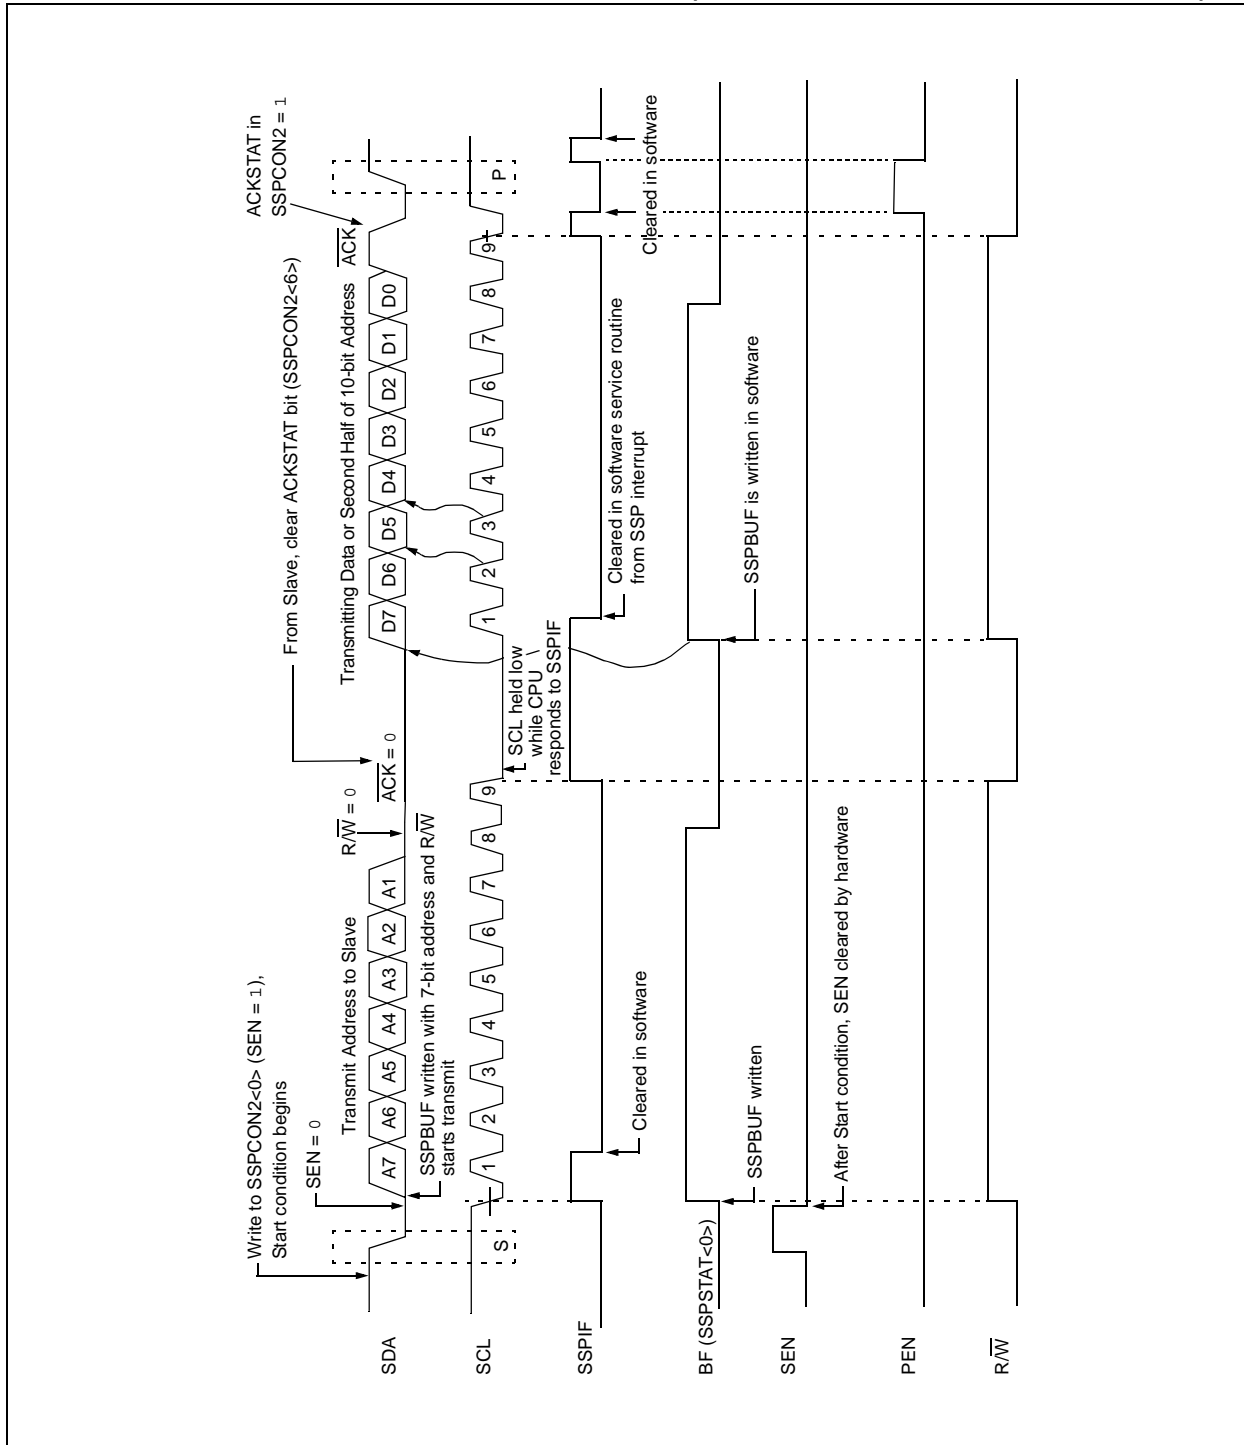 Write to SSPCON2<0> (SEN = 1),
Start condition begins
SEN = 0
Transmit Address to Slave
R/W̅ = 0
From Slave, clear ACKSTAT bit (SSPCON2<6>)
A̅C̅K̅ = 0
Transmitting Data or Second Half of 10-bit Address
A̅C̅K̅
ACKSTAT in
SSPCON2 = 1
SDA
A7 A6 A5 A4 A3 A2 A1
D7 D6 D5 D4 D3 D2 D1 D0
SSPBUF written with 7-bit address and R/W̅
starts transmit
SCL
S
1 2 3 4 5 6 7 8 9
1 2 3 4 5 6 7 8 9
P
SCL held low
while CPU
responds to SSPIF
SSPIF
Cleared in software
Cleared in software service routine
from SSP interrupt
Cleared in software
Cleared in software
BF (SSPSTAT<0>)
SSPBUF written
SSPBUF is written in software
SEN
After Start condition, SEN cleared by hardware
PEN
R/W̅